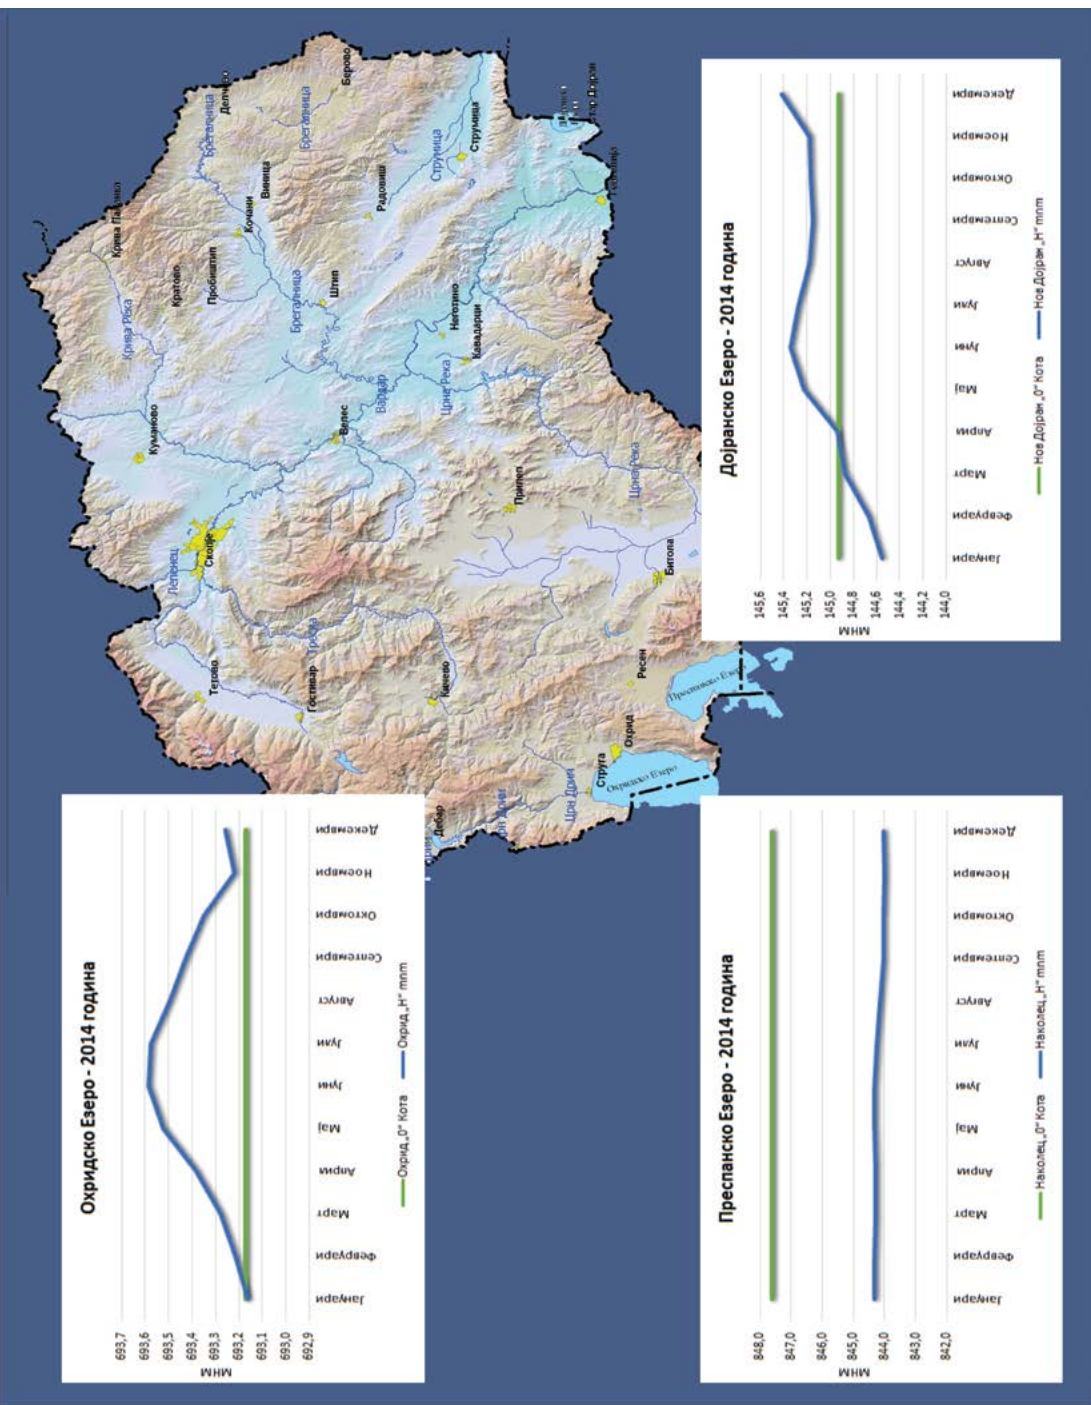 Охридско Езеро - 2014 година
693,7
693,6
693,5
693,4
693,3
693,2
693,1
693,0
692,9
МНМ
Јануари
Февруари
Март
Април
Мај
Јуни
Јули
Август
Септември
Октомври
Ноември
Декември
Охрид „0“ Кота
Охрид „Н“ mnm
Преспанско Езеро - 2014 година
848,0
847,0
846,0
845,0
844,0
843,0
842,0
МНМ
Јануари
Февруари
Март
Април
Мај
Јуни
Јули
Август
Септември
Октомври
Ноември
Декември
Наколец „0“ Кота
Наколец „Н“ mnm
Дојранско Езеро - 2014 година
145,6
145,4
145,2
145,0
144,8
144,6
144,4
144,2
144,0
МНМ
Јануари
Февруари
Март
Април
Мај
Јуни
Јули
Август
Септември
Октомври
Ноември
Декември
Нов Дојран „0“ Кота
Нов Дојран „Н“ mnm
Крива Река
Куманово
Кратово
Пробиштип
Кочани
Виница
Делчево
Берово
Брегалница
Брегалница
Брегалница
Лепенец
Скопје
Тетово
Гостивар
Треска
Штип
Велес
Вардар
Радовиш
Струмица
Струмица
Неготино
Кавадарци
Црна Река
Црна Река
Прилеп
Кичево
Дебар
Црн Дрим
Струга
Охрид
Охридско Езеро
Ресен
Преспанско Езеро
Битола